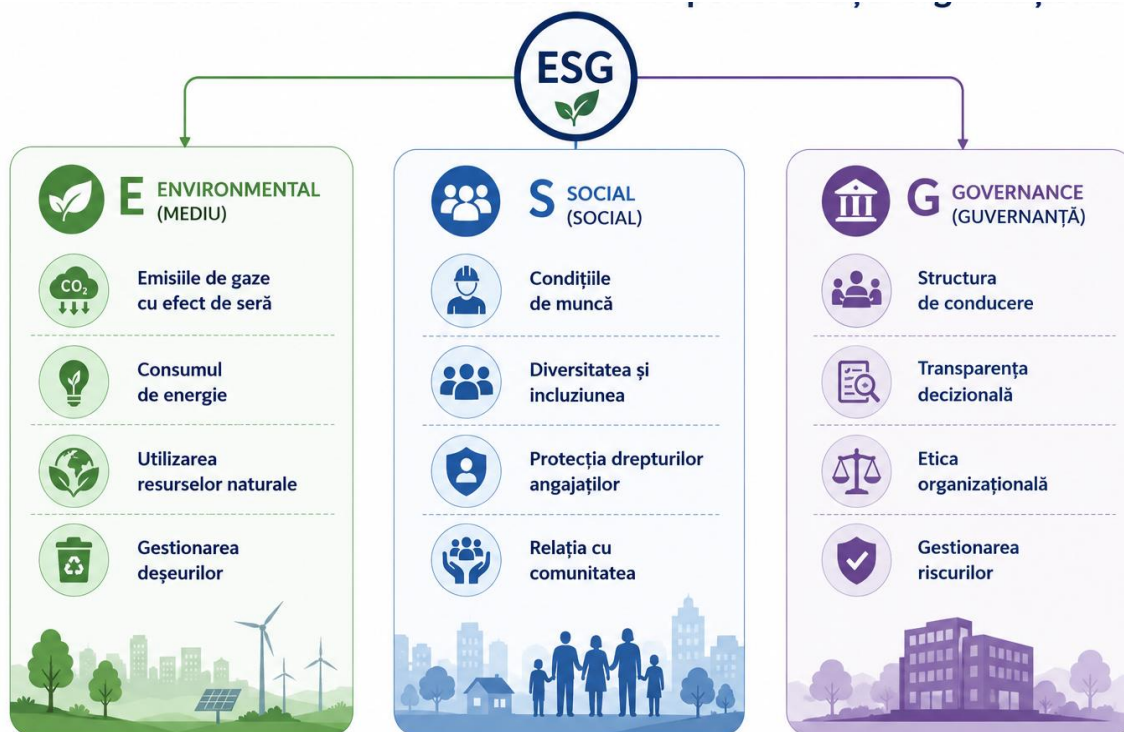 ESG
E ENVIRONMENTAL
(MEDIU)
CO₂
Emisiile de gaze
cu efect de seră
Consumul
de energie
Utilizarea
resurselor naturale
Gestionarea
deșeurilor
S SOCIAL
(SOCIAL)
Condițiile
de muncă
Diversitatea și
incluziunea
Protecția drepturilor
angajaților
Relația cu
comunitatea
G GOVERNANCE
(GUVERNANȚĂ)
Structura
de conducere
Transparența
decizională
Etica
organizațională
Gestionarea
riscurilor